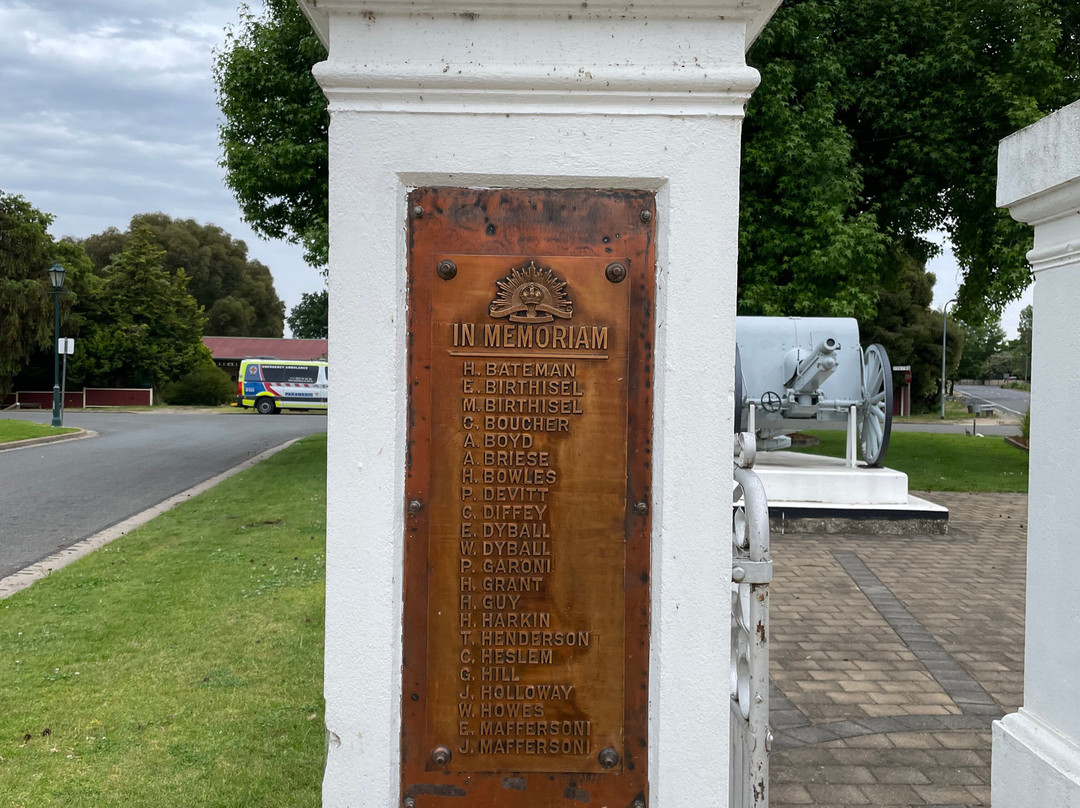 IN MEMORIAM
H. BATEMAN
E. BIRTHISEL
M. BIRTHISEL
C. BOUCHER
A. BOYD
A. BRIESE
H. BOWLES
P. DEVITT
C. DIFFEY
E. DYBALL
W. DYBALL
P. GARONI
H. GRANT
H. GUY
H. HARKIN
T. HENDERSON
C. HESLEM
G. HILL
J. HOLLOWAY
W. HOWES
E. MAFFERSONI
J. MAFFERSONI
PARAMEDIC